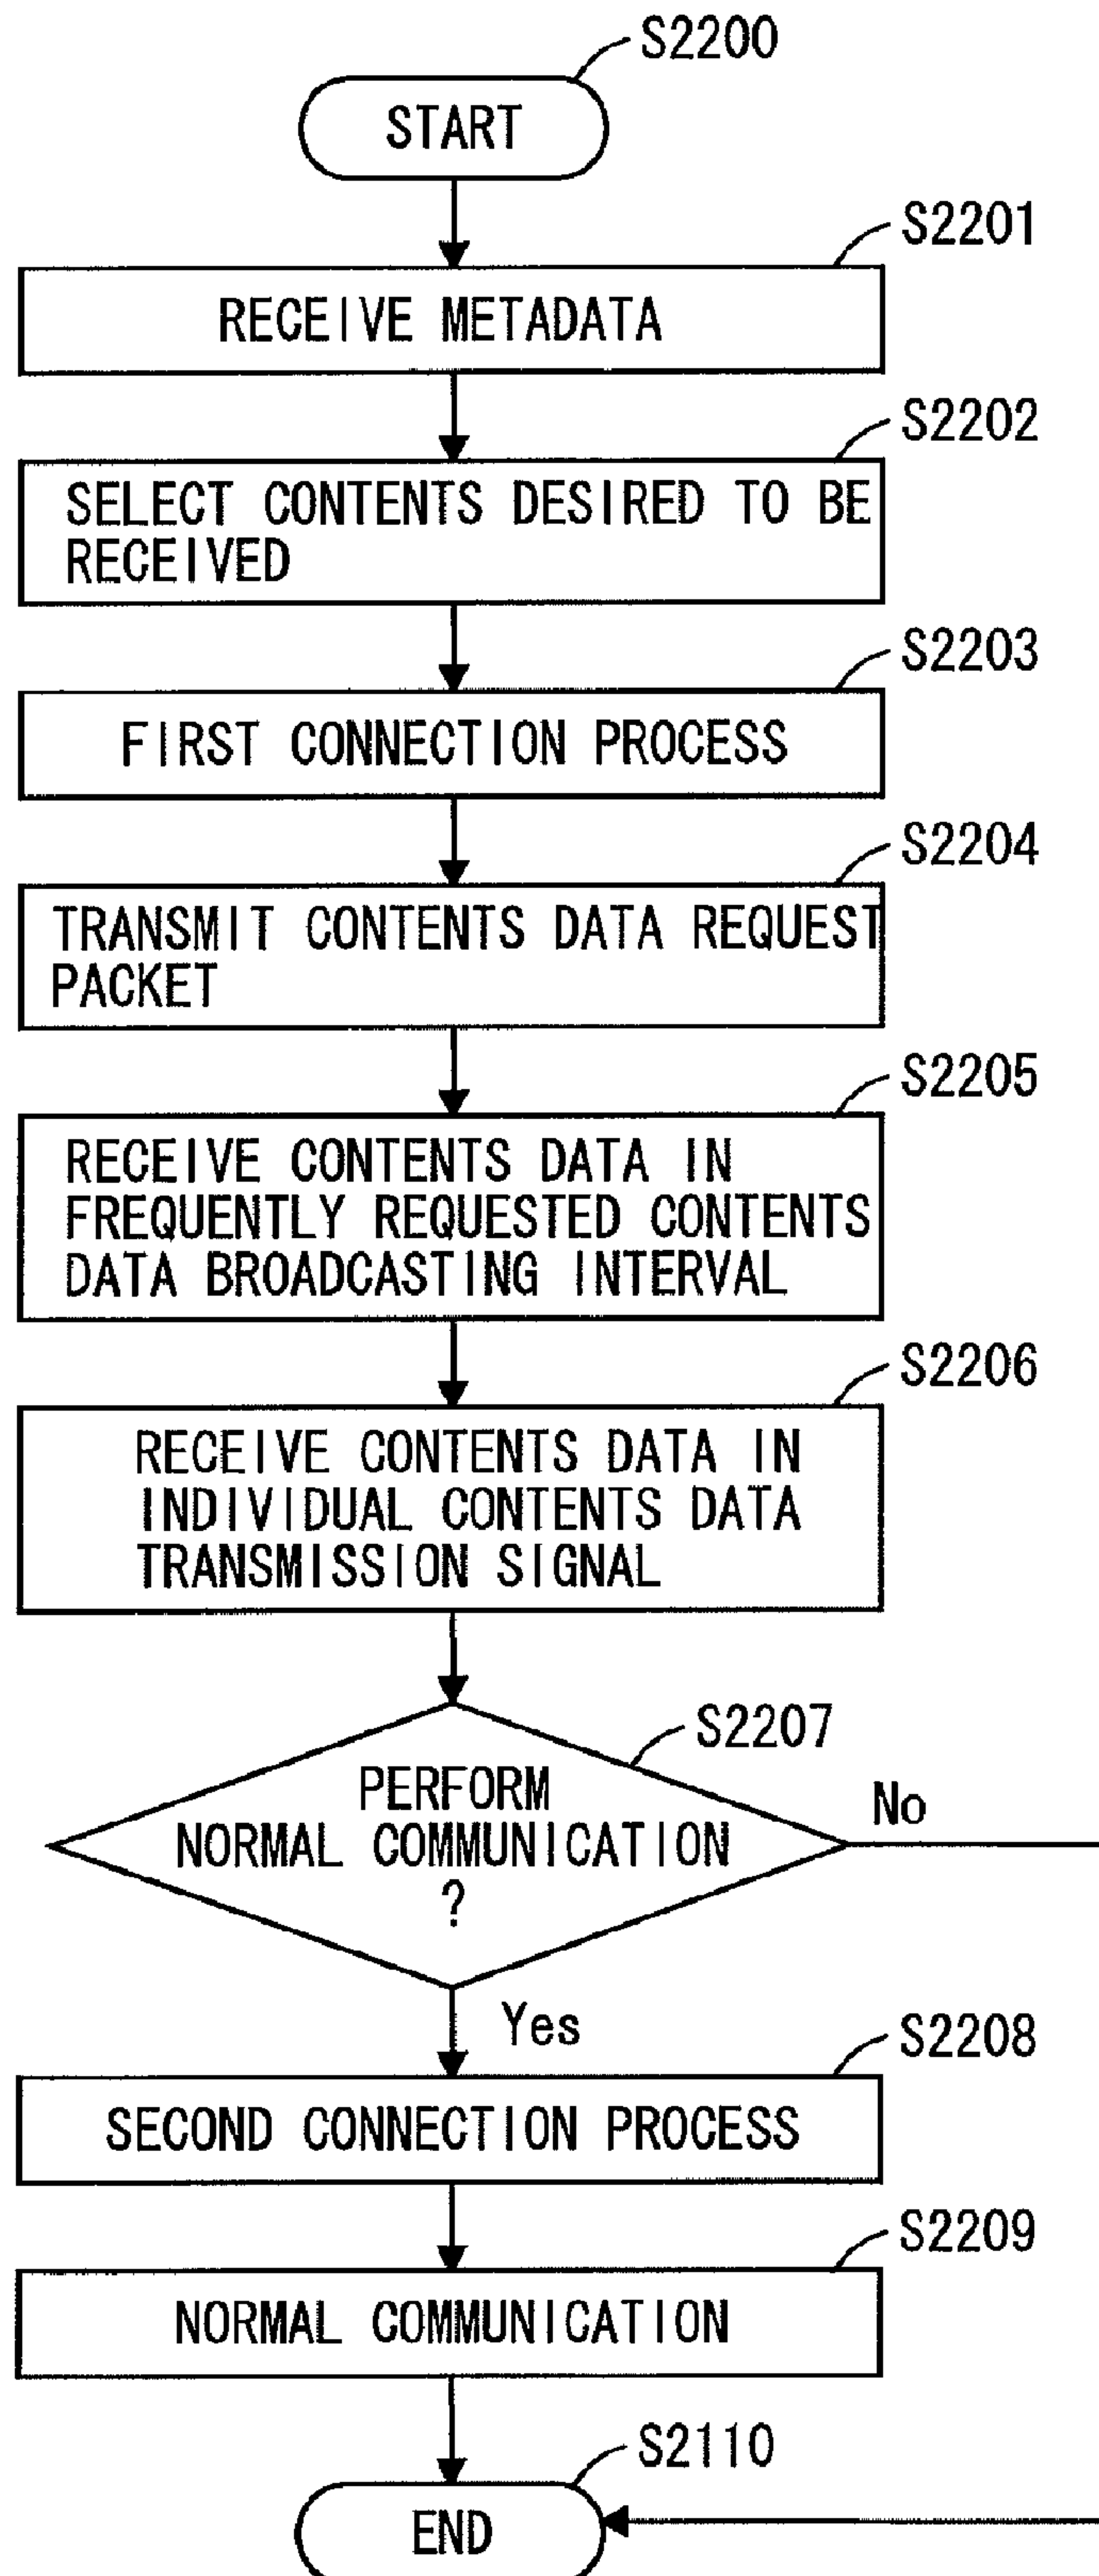 S2200
START
S2201
RECEIVE METADATA
S2202
SELECT CONTENTS DESIRED TO BE
RECEIVED
S2203
FIRST CONNECTION PROCESS
S2204
TRANSMIT CONTENTS DATA REQUEST
PACKET
S2205
RECEIVE CONTENTS DATA IN
FREQUENTLY REQUESTED CONTENTS
DATA BROADCASTING INTERVAL
S2206
RECEIVE CONTENTS DATA IN
INDIVIDUAL CONTENTS DATA
TRANSMISSION SIGNAL
S2207
PERFORM
NORMAL COMMUNICATION
?
No
Yes
S2208
SECOND CONNECTION PROCESS
S2209
NORMAL COMMUNICATION
S2110
END